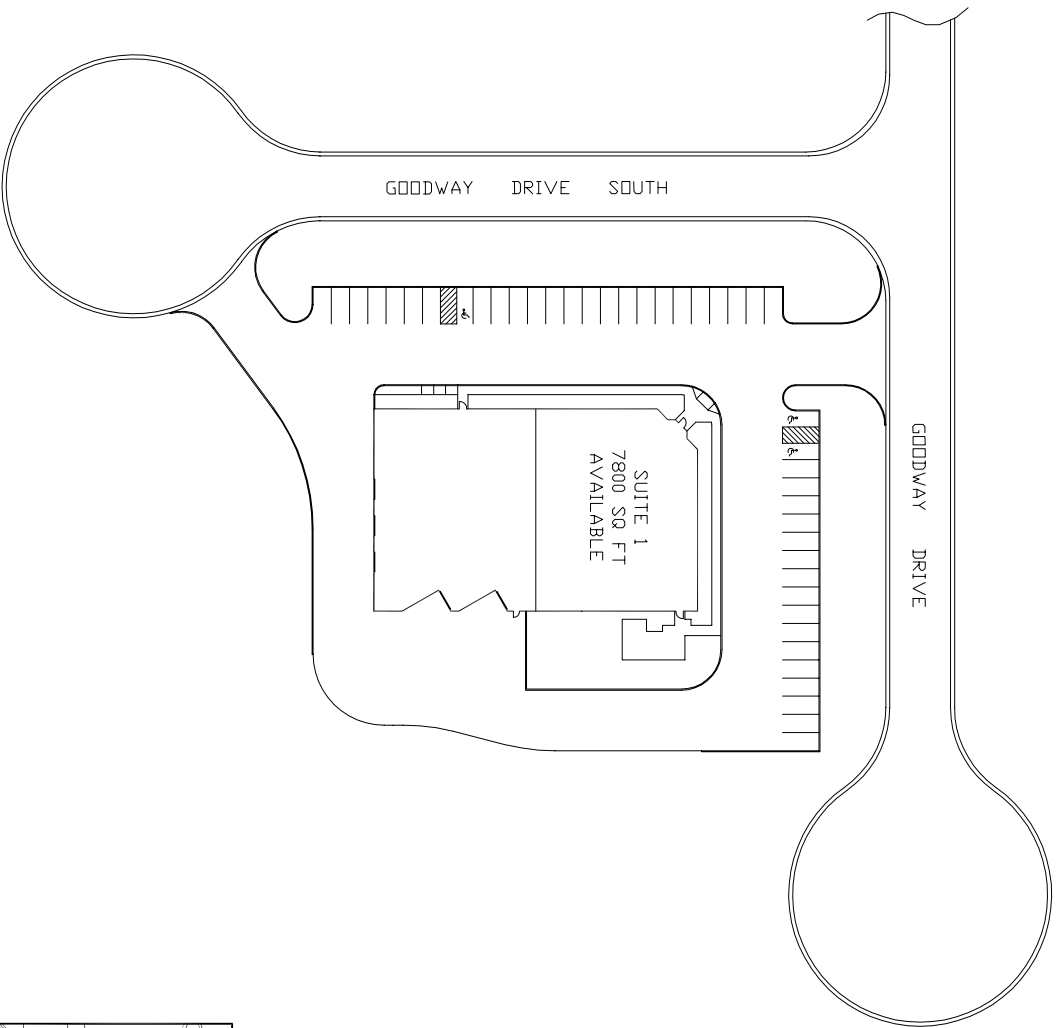 GOODWAY DRIVE SOUTH
SUITE 1
7800 SQ FT
AVAILABLE
GOODWAY DRIVE